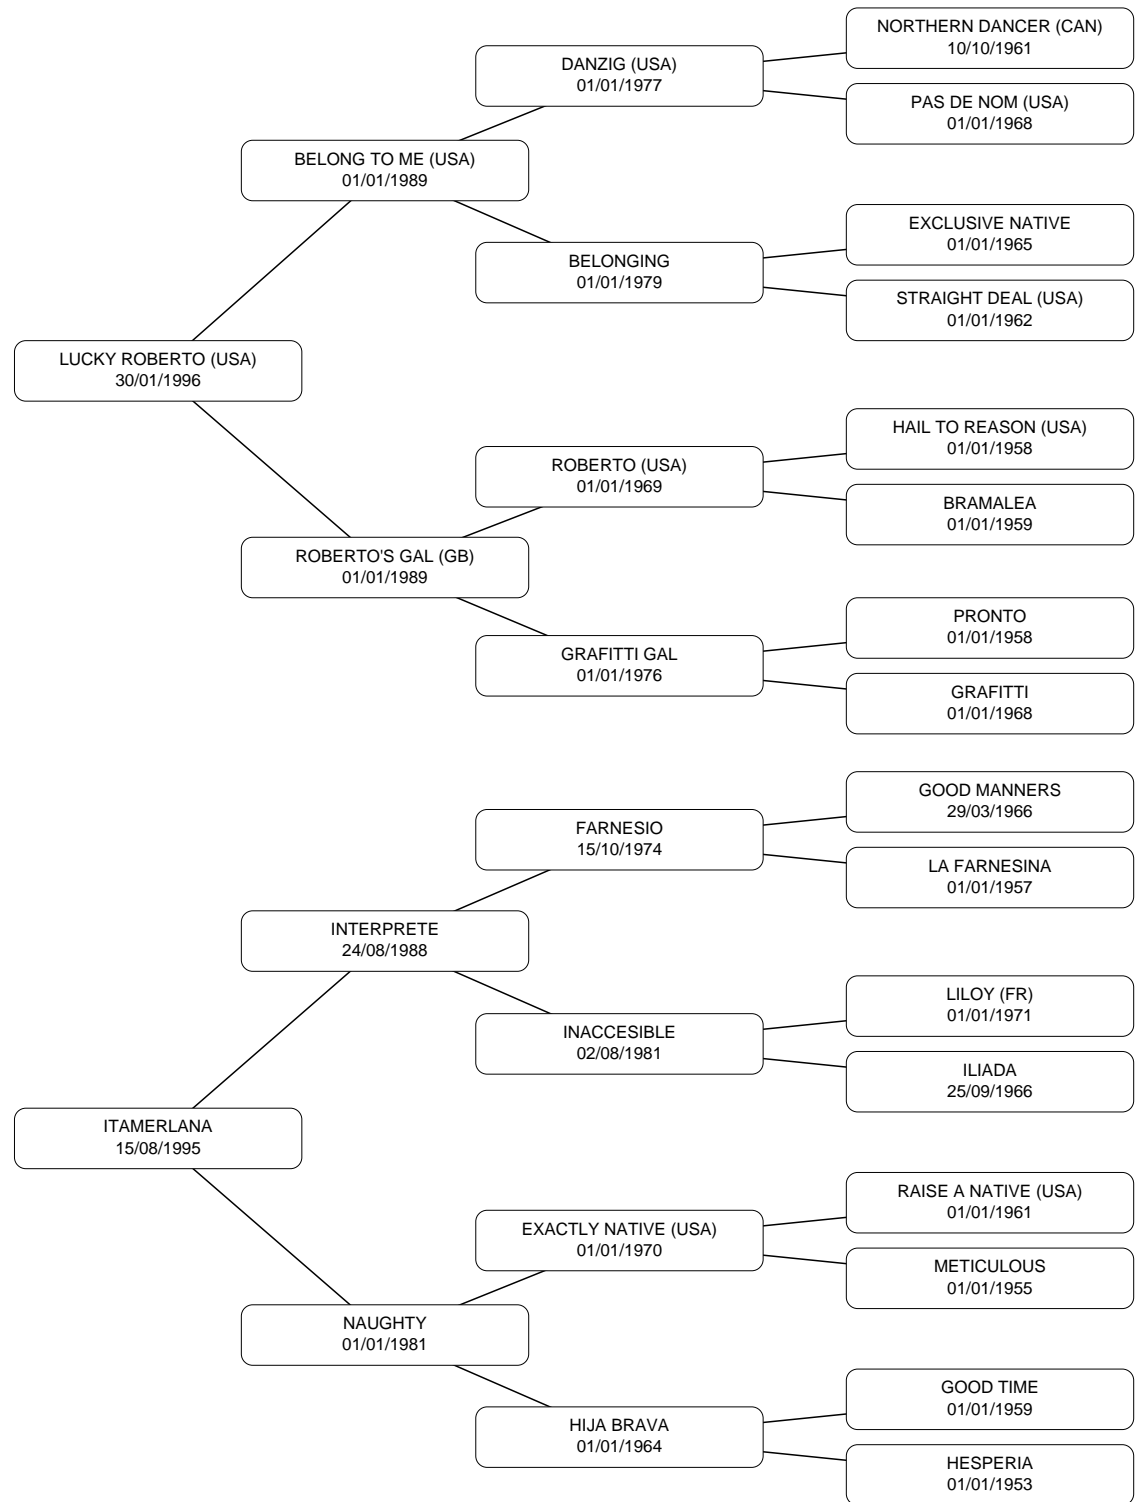 NORTHERN DANCER (CAN)
10/10/1961
DANZIG (USA)
01/01/1977
PAS DE NOM (USA)
01/01/1968
BELONG TO ME (USA)
01/01/1989
EXCLUSIVE NATIVE
01/01/1965
BELONGING
01/01/1979
STRAIGHT DEAL (USA)
01/01/1962
LUCKY ROBERTO (USA)
30/01/1996
HAIL TO REASON (USA)
01/01/1958
ROBERTO (USA)
01/01/1969
BRAMALEA
01/01/1959
ROBERTO'S GAL (GB)
01/01/1989
PRONTO
01/01/1958
GRAFITTI GAL
01/01/1976
GRAFITTI
01/01/1968
GOOD MANNERS
29/03/1966
FARNESIO
15/10/1974
LA FARNESINA
01/01/1957
INTERPRETE
24/08/1988
LILOY (FR)
01/01/1971
INACCESIBLE
02/08/1981
ILIADA
25/09/1966
ITAMERLANA
15/08/1995
RAISE A NATIVE (USA)
01/01/1961
EXACTLY NATIVE (USA)
01/01/1970
METICULOUS
01/01/1955
NAUGHTY
01/01/1981
GOOD TIME
01/01/1959
HIJA BRAVA
01/01/1964
HESPERIA
01/01/1953